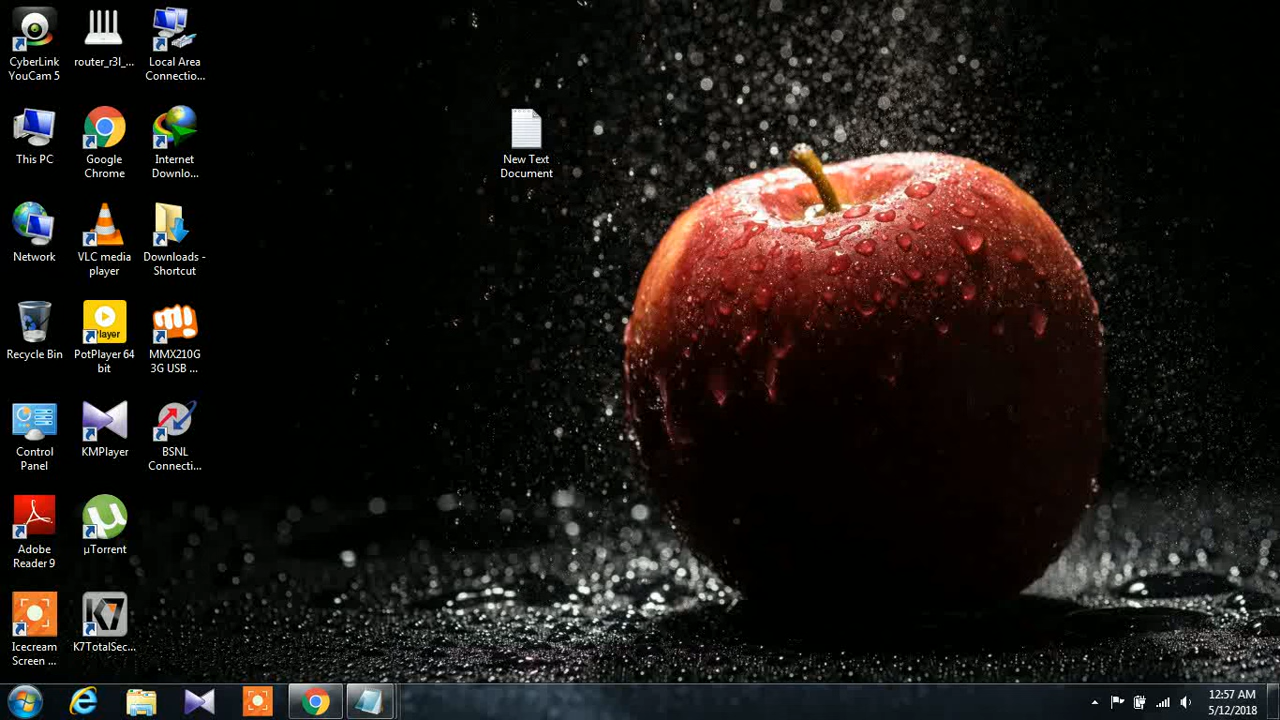 CyberLink
YouCam 5
router_r3l_...
Local Area
Connectio...
This PC
Google
Chrome
Internet
Downlo...
New Text
Document
Network
VLC media
player
Downloads -
Shortcut
Recycle Bin
Player
PotPlayer 64
bit
MMX210G
3G USB ...
Control
Panel
KMPlayer
BSNL
Connecti...
Adobe
Reader 9
µTorrent
Icecream
Screen ...
K7
K7TotalSec...
12:57 AM
5/12/2018